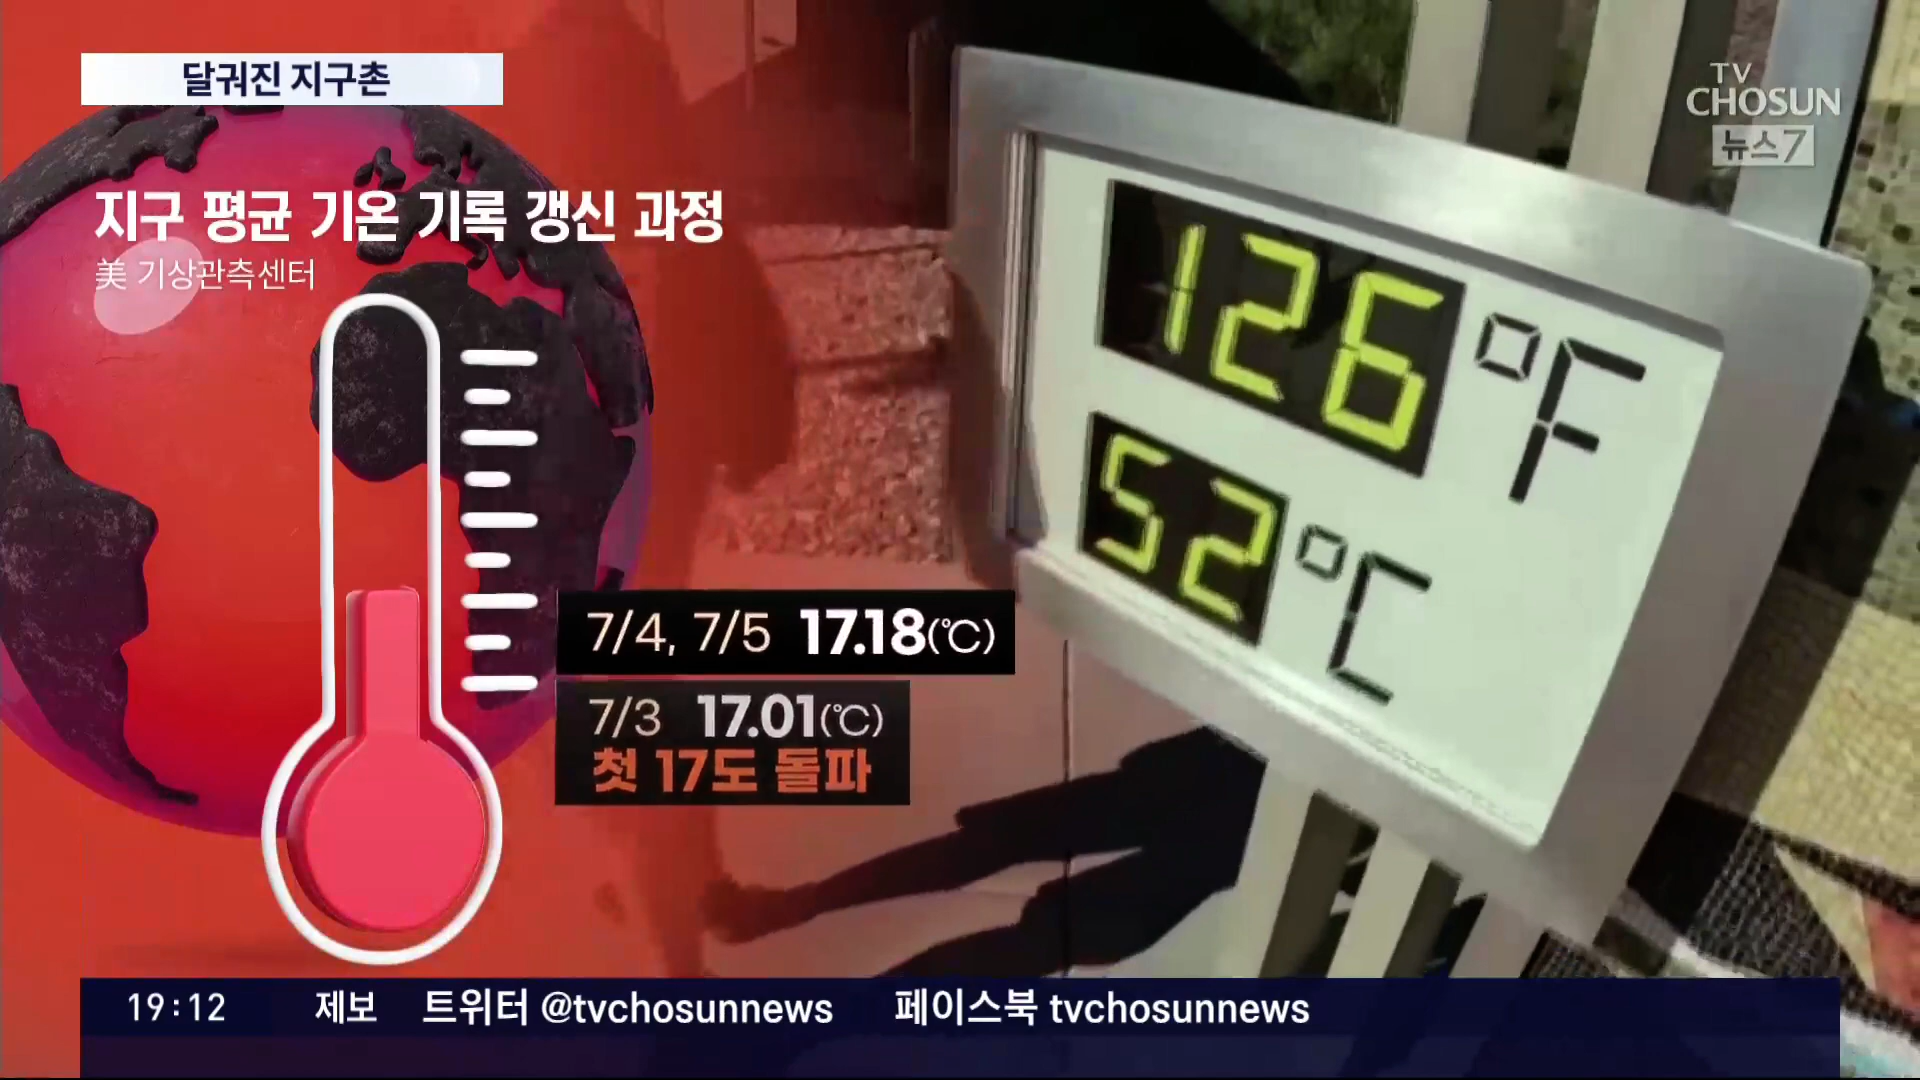 달궈진 지구촌
TV
CHOSUN
뉴스7
지구 평균 기온 기록 갱신 과정
美 기상관측센터
126 °F
52 °C
7/4, 7/5 17.18(℃)
7/3 17.01(℃)
첫 17도 돌파
19:12 제보 트위터 @tvchosunnews 페이스북 tvchosunnews